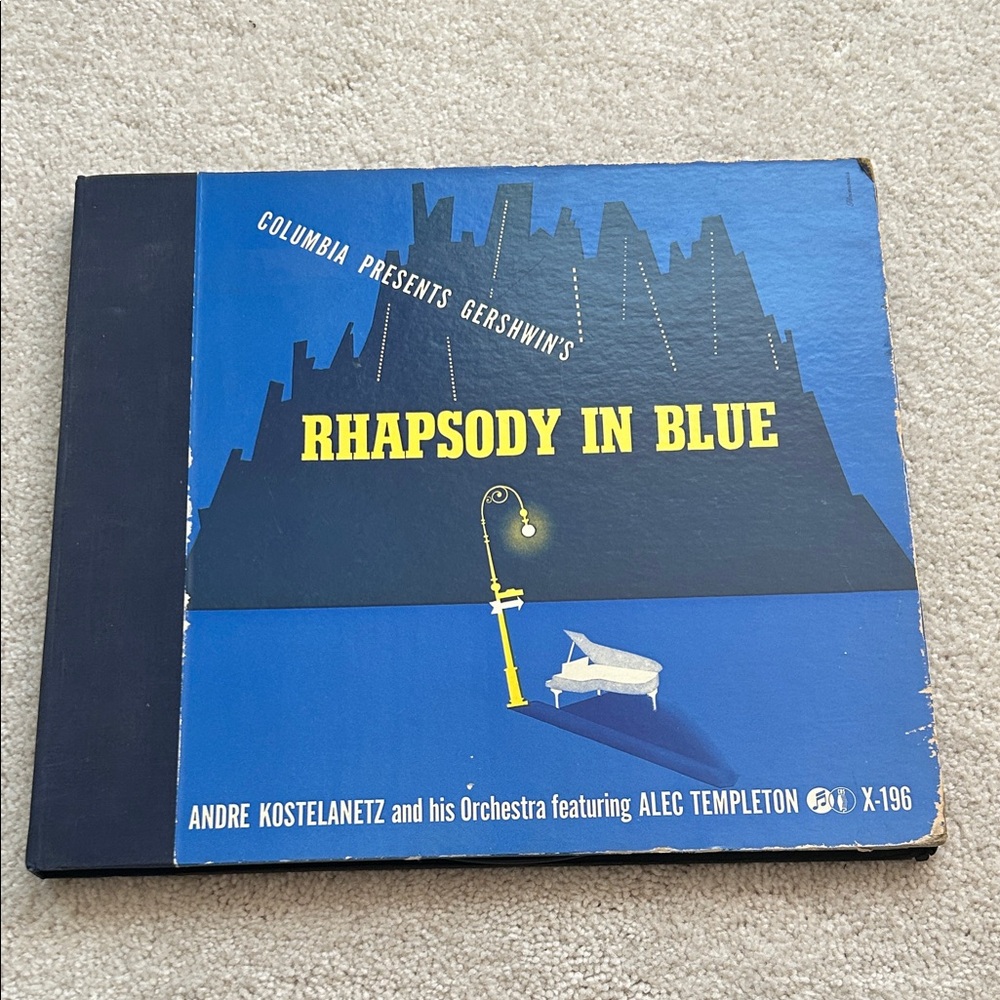 COLUMBIA PRESENTS GERSHWIN'S
RHAPSODY IN BLUE
ANDRE KOSTELANETZ and his Orchestra featuring ALEC TEMPLETON X-196